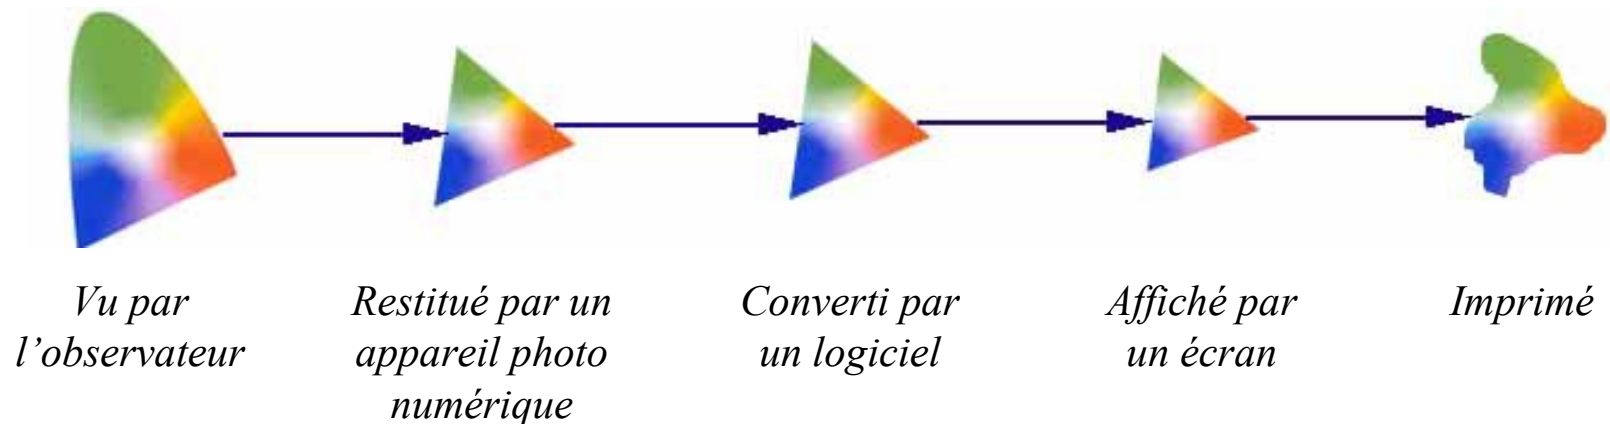 Vu par
l’observateur
Restitué par un
appareil photo
numérique
Converti par
un logiciel
Affiché par
un écran
Imprimé